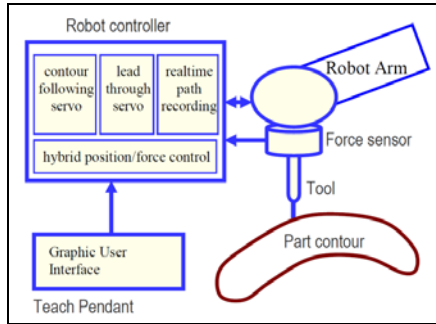 Robot controller
contour
following
servo
lead
through
servo
realtime
path
recording
hybrid position/force control
Robot Arm
Force sensor
Tool
Part contour
Graphic User
Interface
Teach Pendant